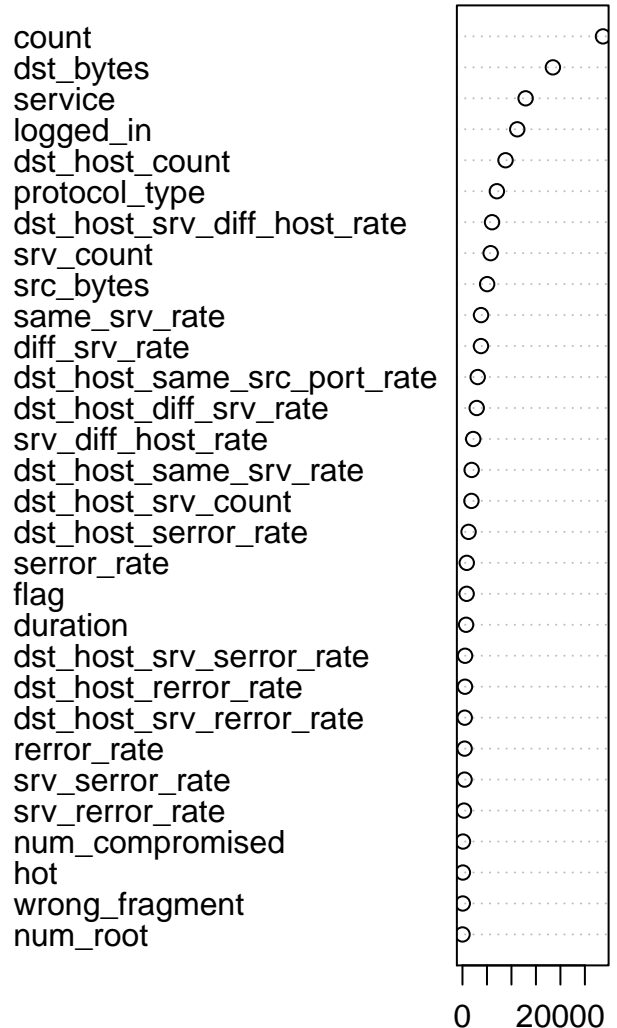 count
dst_bytes
service
logged_in
dst_host_count
protocol_type
dst_host_srv_diff_host_rate
srv_count
src_bytes
same_srv_rate
diff_srv_rate
dst_host_same_src_port_rate
dst_host_diff_srv_rate
srv_diff_host_rate
dst_host_same_srv_rate
dst_host_srv_count
dst_host_serror_rate
serror_rate
flag
duration
dst_host_srv_serror_rate
dst_host_rerror_rate
dst_host_srv_rerror_rate
rerror_rate
srv_serror_rate
srv_rerror_rate
num_compromised
hot
wrong_fragment
num_root
0 20000